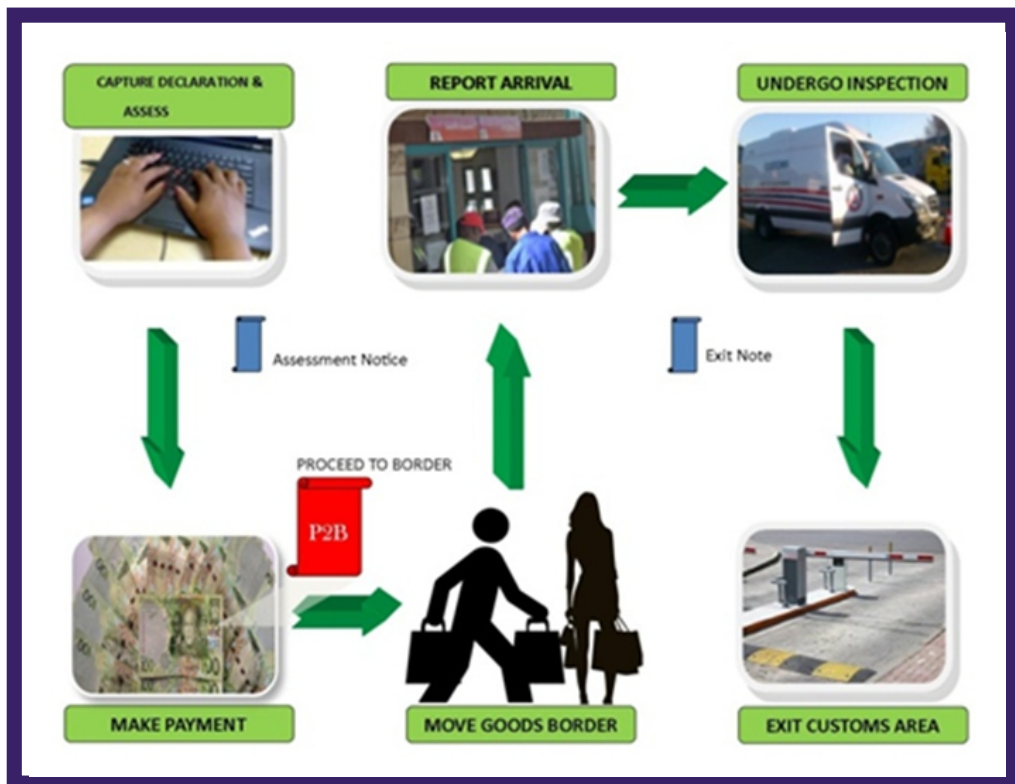 CAPTURE DECLARATION &
ASSESS
REPORT ARRIVAL
UNDERGO INSPECTION
Assessment Notice
Exit Note
PROCEED TO BORDER
P2B
MAKE PAYMENT
MOVE GOODS BORDER
EXIT CUSTOMS AREA